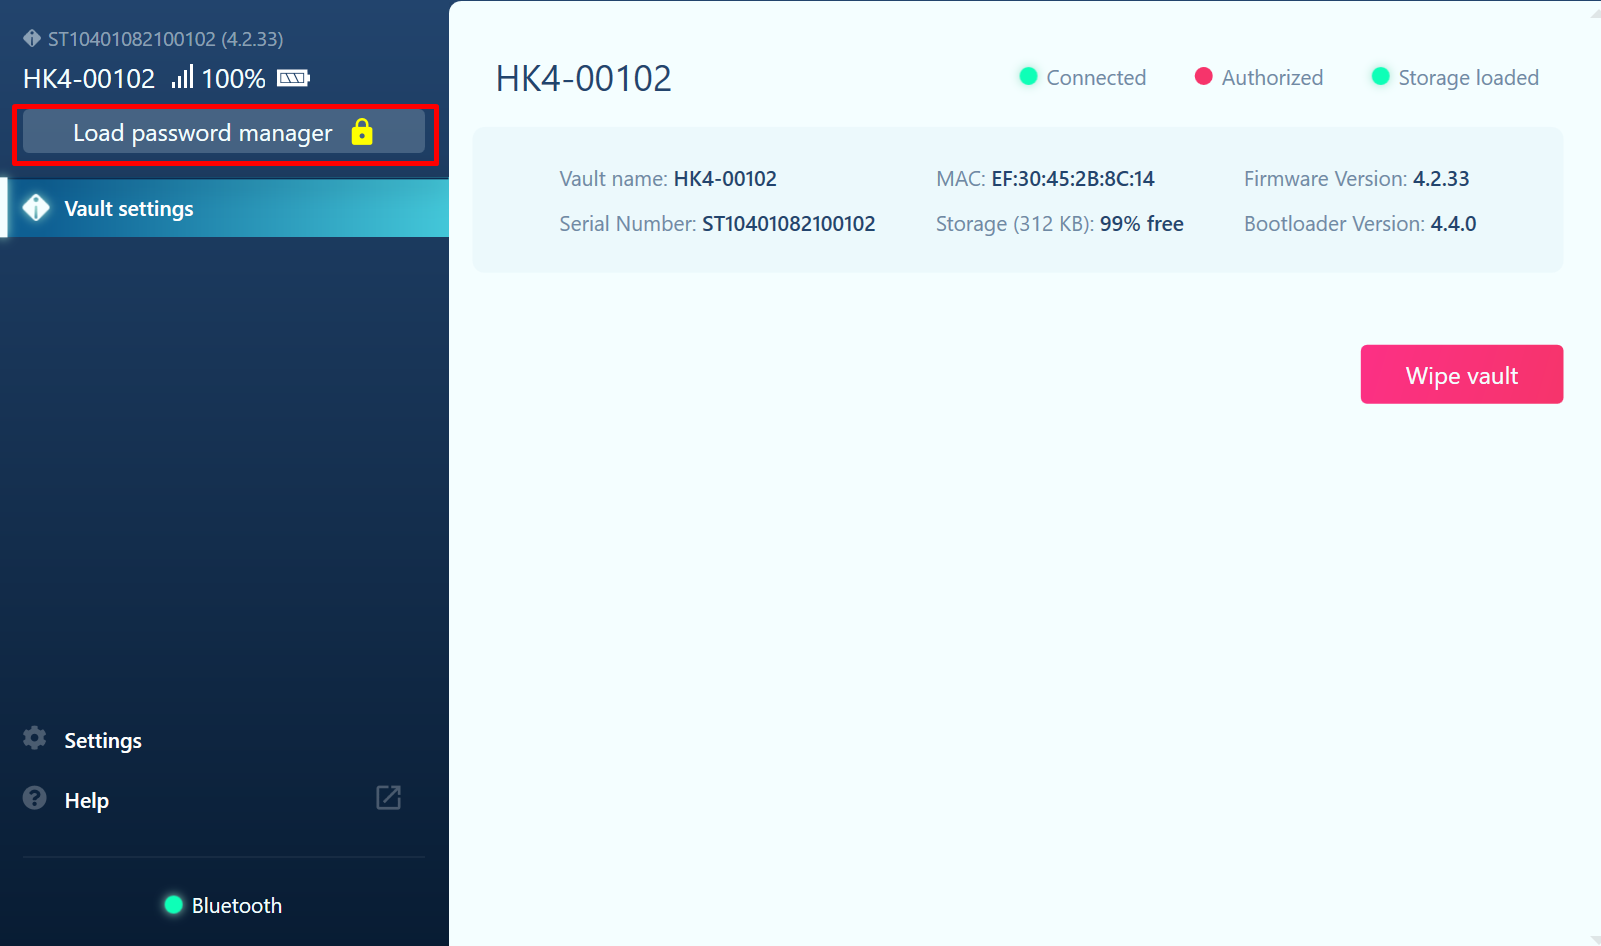 ST10401082100102 (4.2.33)
HK4-00102 100%
Load password manager
Vault settings
Settings
Help
Bluetooth
HK4-00102
Connected
Authorized
Storage loaded
Vault name: HK4-00102
MAC: EF:30:45:2B:8C:14
Firmware Version: 4.2.33
Serial Number: ST10401082100102
Storage (312 KB): 99% free
Bootloader Version: 4.4.0
Wipe vault